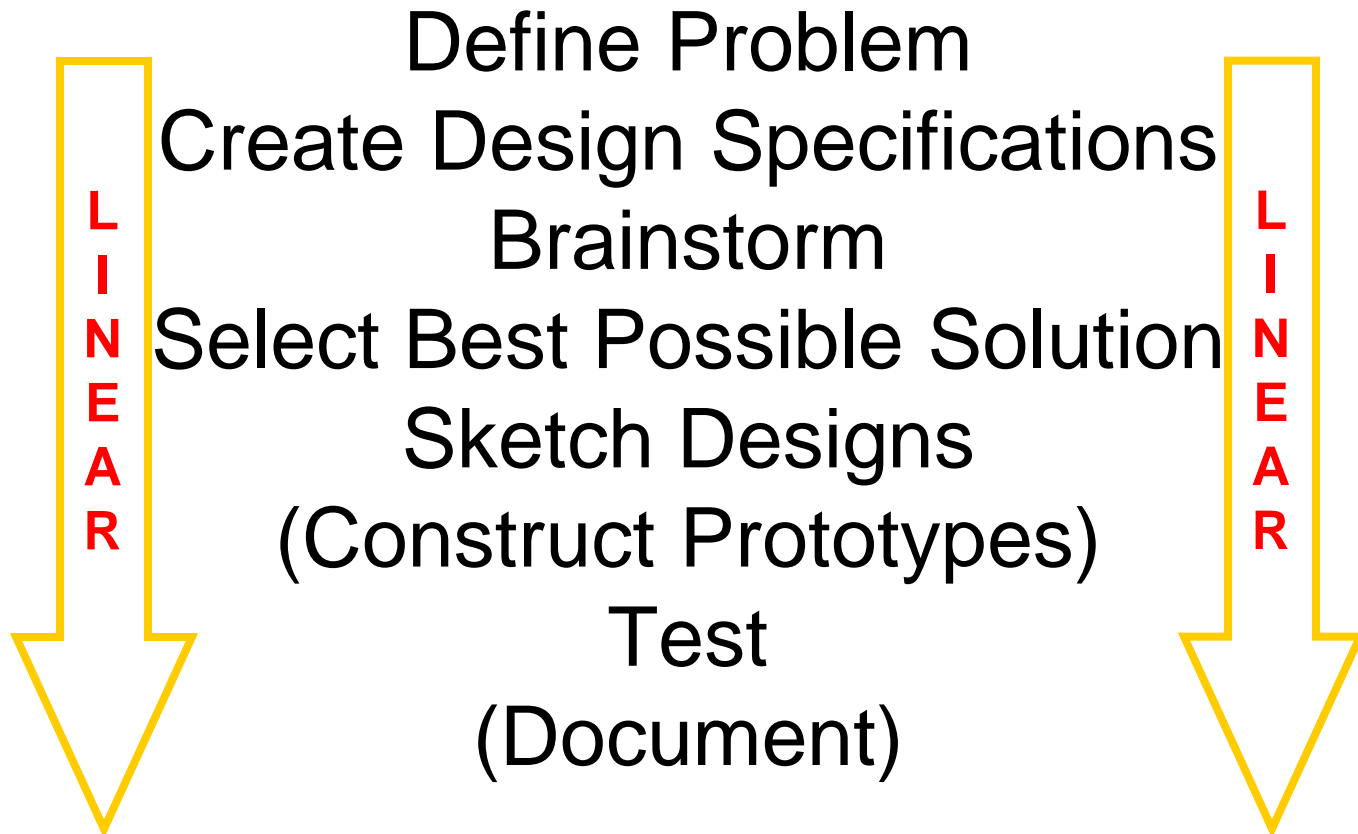 Define Problem
Create Design Specifications
Brainstorm
Select Best Possible Solution
Sketch Designs
(Construct Prototypes)
Test
(Document)
L
I
N
E
A
R
L
I
N
E
A
R